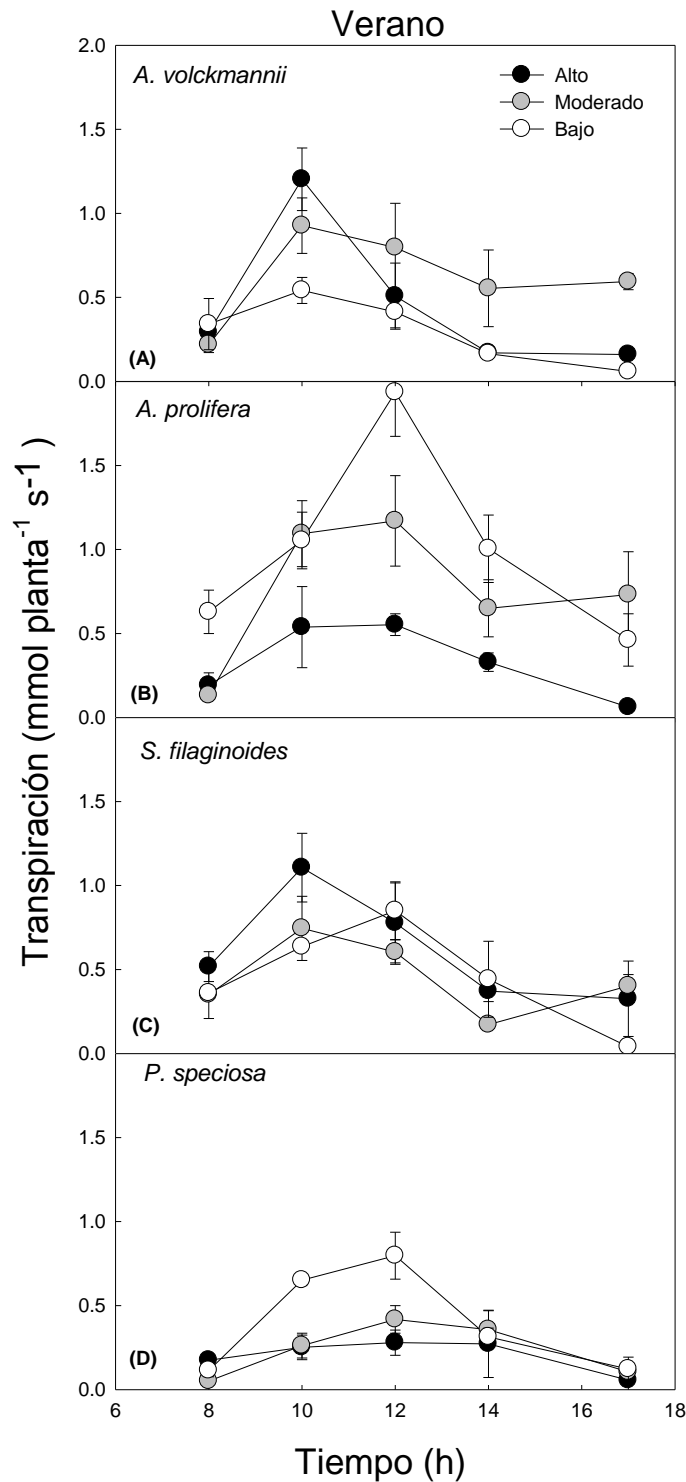 Verano
2.0
A. volckmannii
Alto
Moderado
Bajo
1.5
1.0
0.5
(A)
0.0
A. prolifera
1.5
1.0
0.5
(B)
0.0
S. filaginoides
1.5
1.0
0.5
(C)
0.0
P. speciosa
1.5
1.0
0.5
(D)
0.0
6 8 10 12 14 16 18
Tiempo (h)
Transpiración (mmol planta⁻¹ s⁻¹ )